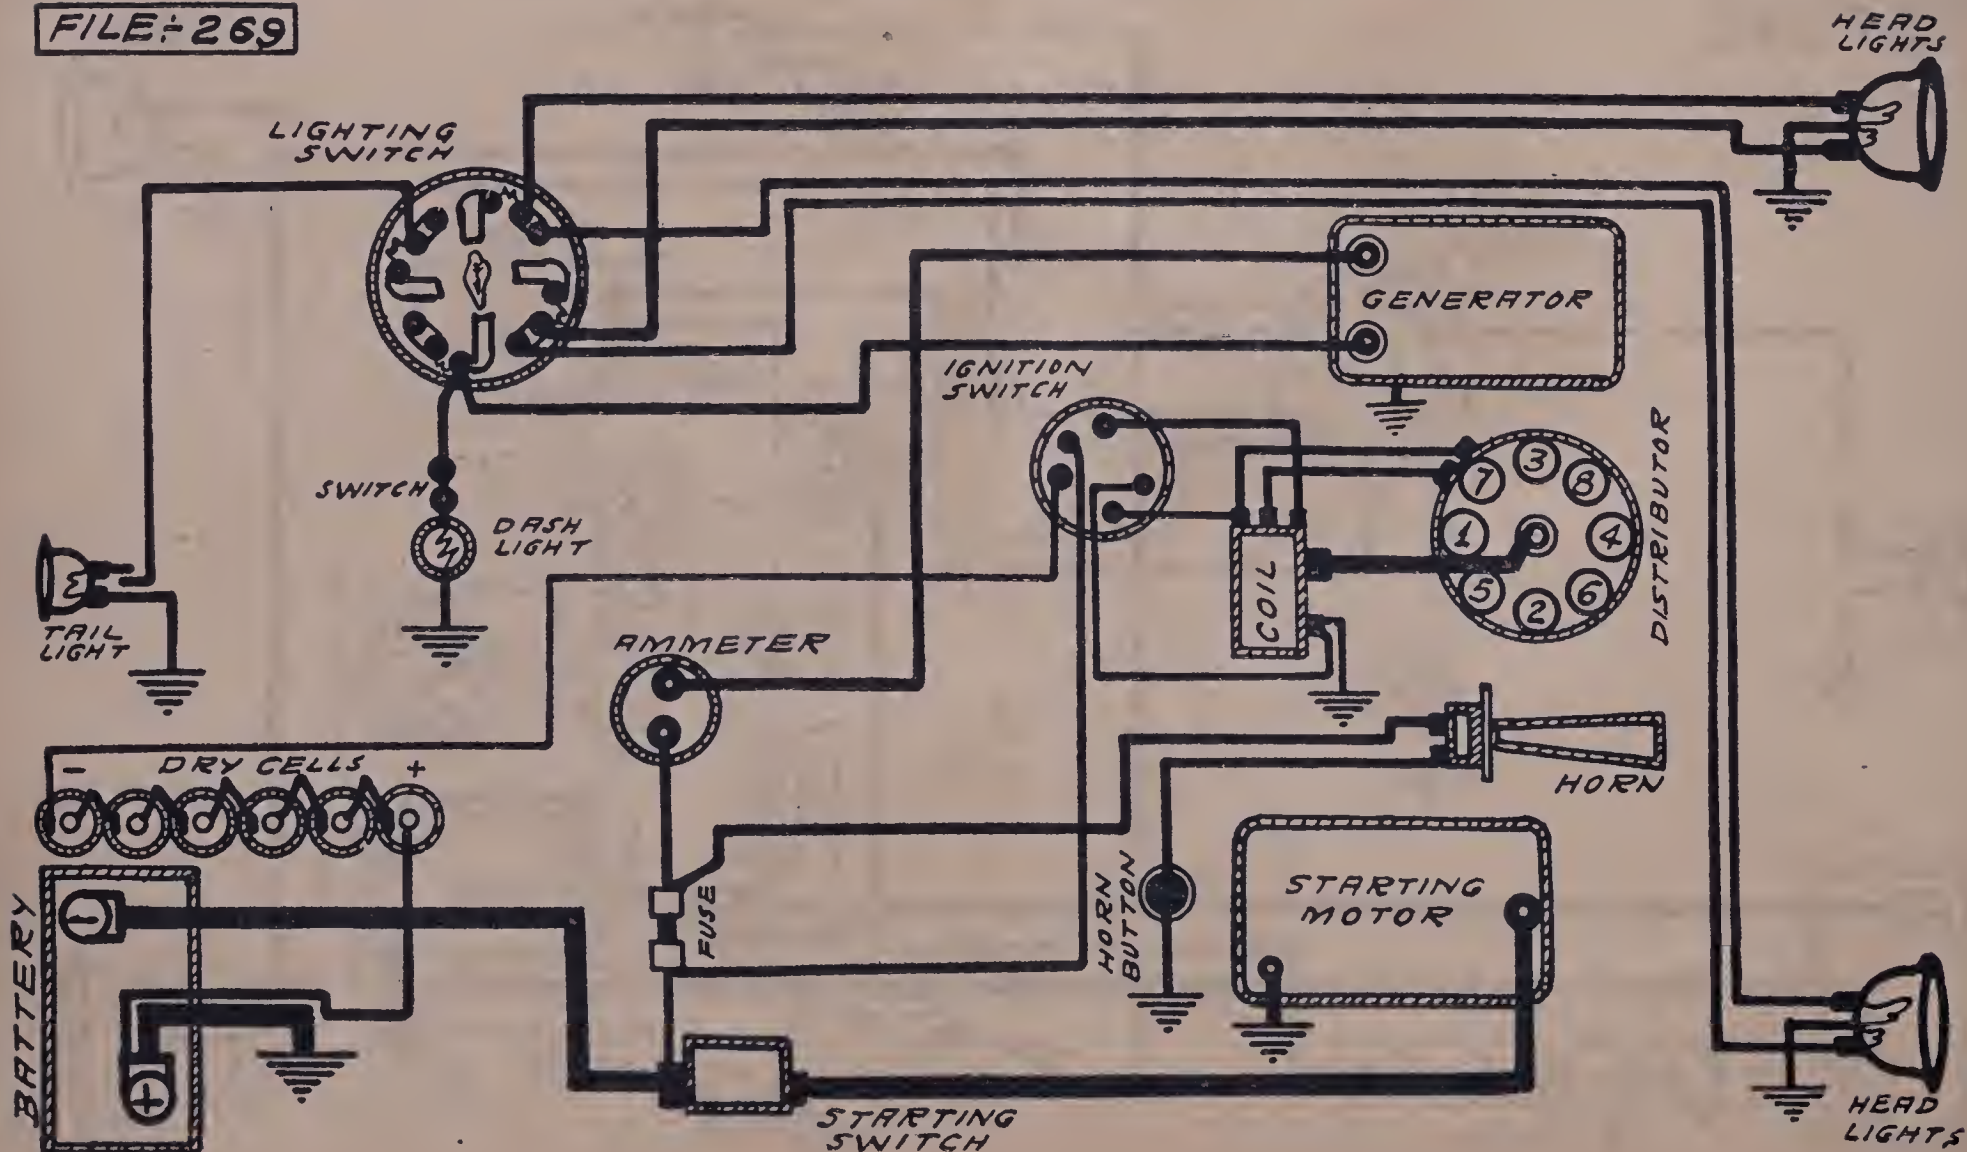 FILE÷269
HEAD
LIGHTS
LIGHTING
SWITCH
GENERATOR
IGNITION
SWITCH
DISTRIBUTOR
3
7
8
1
4
5
6
2
SWITCH
DASH
LIGHT
COIL
TAIL
LIGHT
AMMETER
- DRY CELLS +
HORN
BATTERY
-
+
FUSE
HORN
BUTTON
STARTING
MOTOR
STARTING
SWITCH
HEAD
LIGHTS